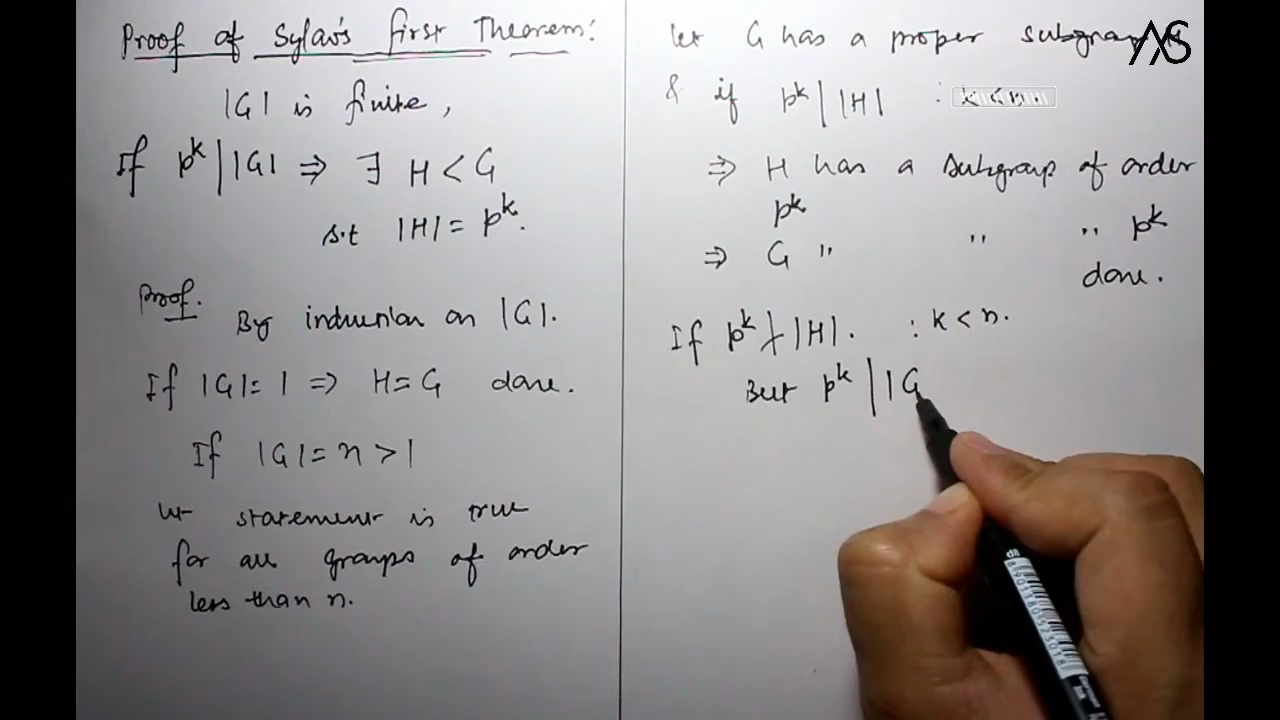 Proof of Sylow's first Theorem:
|G| is finite,
If p^k | |G| ⇒ ∃ H < G
s.t |H| = p^k.
Proof.
By induction on |G|.
If |G| = 1 ⇒ H = G done.
If |G| = n > 1
let statement is true
for all groups of order
less than n.
let G has a proper subgroup
AS
& if p^k | |H| : k < n.
⇒ H has a subgroup of order
p^k
⇒ G " " " p^k
done.
If p^k ∤ |H|. : k < n.
But p^k | |G